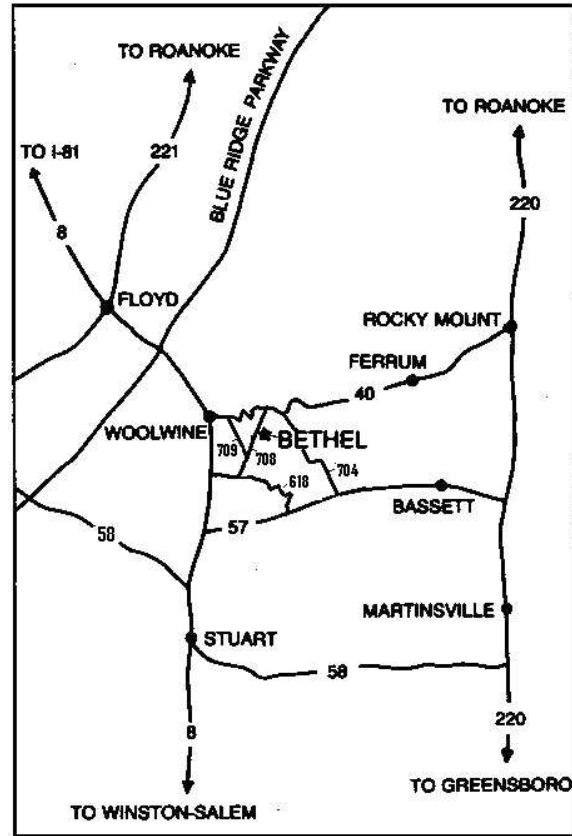 TO ROANOKE
TO ROANOKE
TO I-81
221
BLUE RIDGE PARKWAY
220
8
FLOYD
ROCKY MOUNT
FERRUM
40
WOOLWINE
BETHEL
709
708
704
618
BASSETT
58
57
MARTINSVILLE
STUART
58
8
220
TO GREENSBORO
TO WINSTON-SALEM